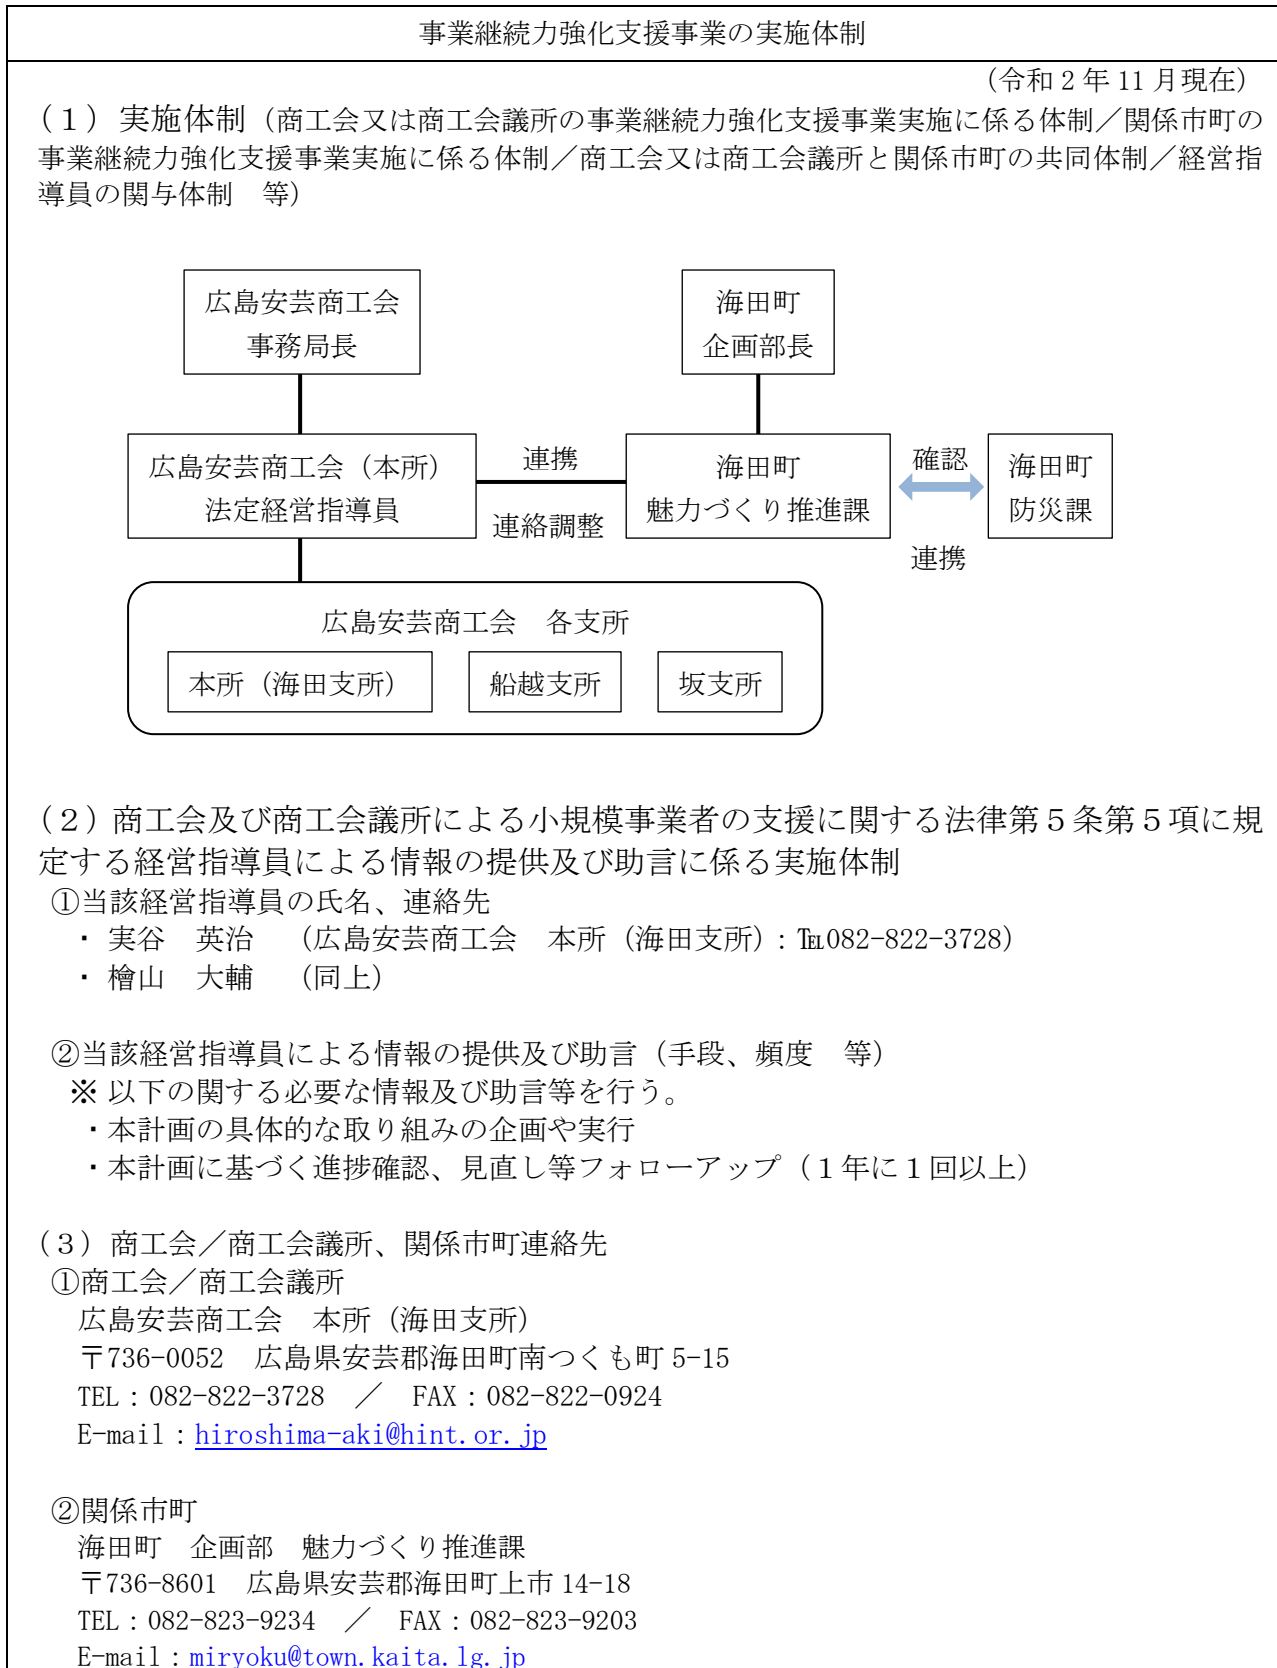 事業継続力強化支援事業の実施体制
（令和２年 11 月現在）
（１）実施体制（商工会又は商工会議所の事業継続力強化支援事業実施に係る体制／関係市町の
事業継続力強化支援事業実施に係る体制／商工会又は商工会議所と関係市町の共同体制／経営指
導員の関与体制　等）
広島安芸商工会
事務局長
海田町
企画部長
広島安芸商工会（本所）
法定経営指導員
連携
連絡調整
海田町
魅力づくり推進課
確認
連携
海田町
防災課
広島安芸商工会　各支所
本所（海田支所）
船越支所
坂支所
（２）商工会及び商工会議所による小規模事業者の支援に関する法律第５条第５項に規
定する経営指導員による情報の提供及び助言に係る実施体制
①当該経営指導員の氏名、連絡先
・ 実谷　英治　（広島安芸商工会　本所（海田支所）：℡082-822-3728）
・ 檜山　大輔　（同上）
②当該経営指導員による情報の提供及び助言（手段、頻度　等）
※ 以下の関する必要な情報及び助言等を行う。
・本計画の具体的な取り組みの企画や実行
・本計画に基づく進捗確認、見直し等フォローアップ（１年に１回以上）
（３）商工会／商工会議所、関係市町連絡先
①商工会／商工会議所
広島安芸商工会　本所（海田支所）
〒736-0052　広島県安芸郡海田町南つくも町 5-15
TEL：082-822-3728　／　FAX：082-822-0924
E-mail：hiroshima-aki@hint.or.jp
②関係市町
海田町　企画部　魅力づくり推進課
〒736-8601　広島県安芸郡海田町上市 14-18
TEL：082-823-9234　／　FAX：082-823-9203
E-mail：miryoku@town.kaita.lg.jp